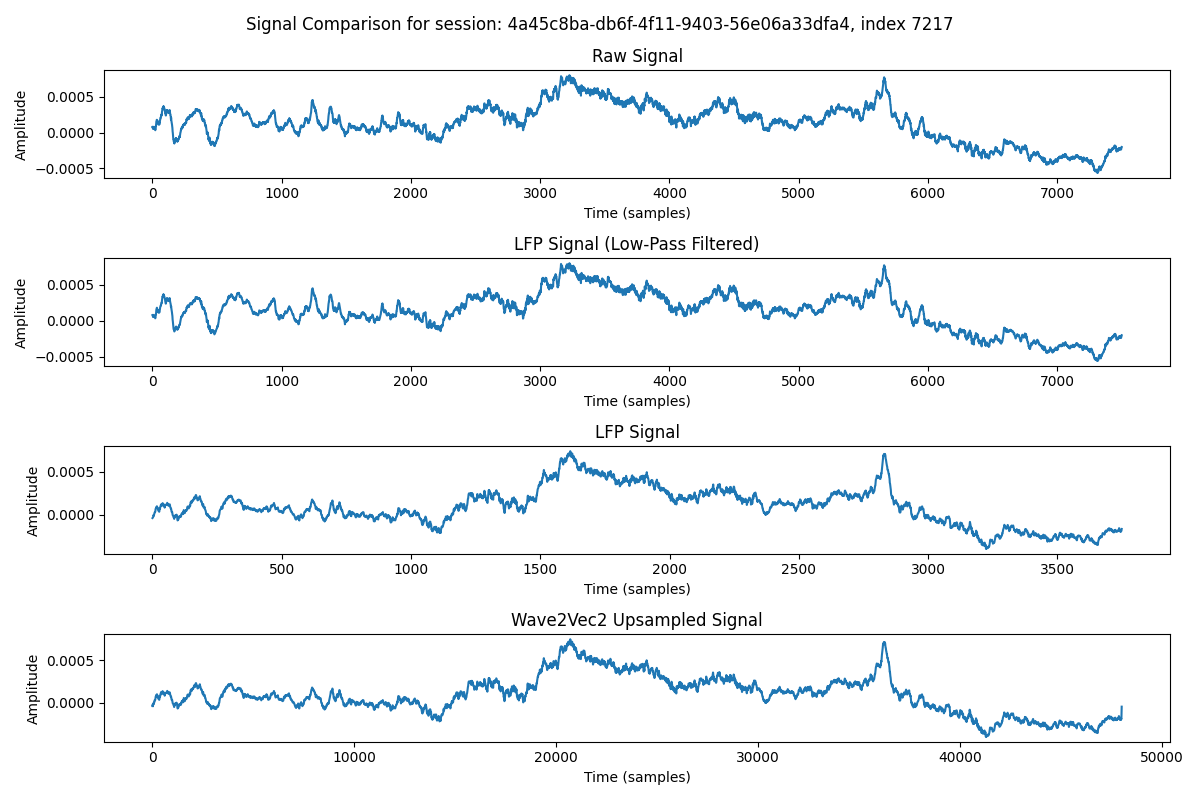 Signal Comparison for session: 4a45c8ba-db6f-4f11-9403-56e06a33dfa4, index 7217
Raw Signal
Amplitude
0.0005
0.0000
−0.0005
0 1000 2000 3000 4000 5000 6000 7000
Time (samples)
LFP Signal (Low-Pass Filtered)
Amplitude
0.0005
0.0000
−0.0005
0 1000 2000 3000 4000 5000 6000 7000
Time (samples)
LFP Signal
Amplitude
0.0005
0.0000
0 500 1000 1500 2000 2500 3000 3500
Time (samples)
Wave2Vec2 Upsampled Signal
Amplitude
0.0005
0.0000
0 10000 20000 30000 40000 50000
Time (samples)